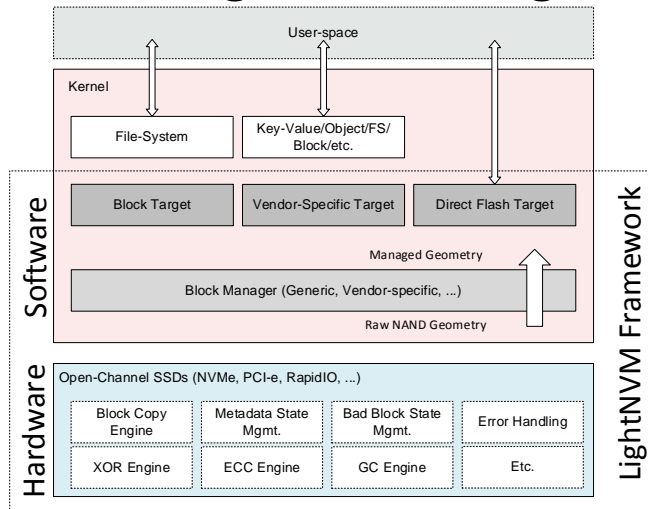 User-space
Kernel
File-System
Key-Value/Object/FS/
Block/etc.
Block Target
Vendor-Specific Target
Direct Flash Target
Managed Geometry
Block Manager (Generic, Vendor-specific, ...)
Raw NAND Geometry
Software
Open-Channel SSDs (NVMe, PCI-e, RapidIO, ...)
Block Copy
Engine
Metadata State
Mgmt.
Bad Block State
Mgmt.
Error Handling
XOR Engine
ECC Engine
GC Engine
Etc.
Hardware
LightNVM Framework